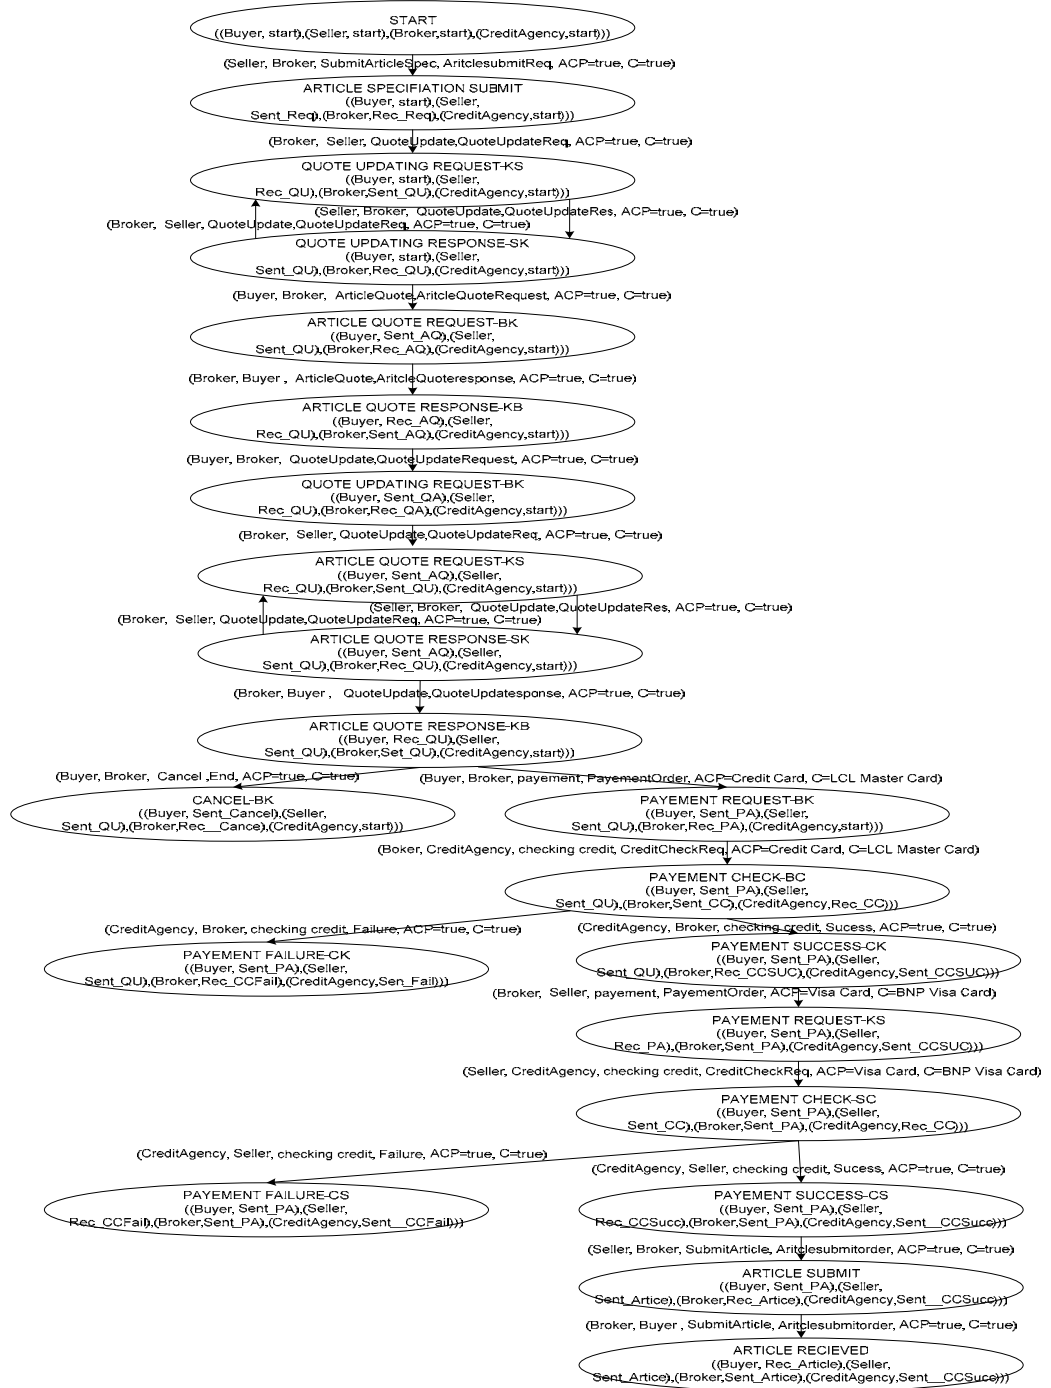 START
((Buyer, start),(Seller, start),(Broker,start),(CreditAgency,start)))
(Seller, Broker, SubmitArticleSpec, AritclesubmitReq, ACP=true, C=true)
ARTICLE SPECIFIATION SUBMIT
((Buyer, start),(Seller,
Sent_Req),(Broker,Rec_Req),(CreditAgency,start)))
(Broker, Seller, QuoteUpdate,QuoteUpdateReq, ACP=true, C=true)
QUOTE UPDATING REQUEST-KS
((Buyer, start),(Seller,
Rec_QU),(Broker,Sent_QU),(CreditAgency,start)))
(Seller, Broker, QuoteUpdate,QuoteUpdateRes, ACP=true, C=true)
(Broker, Seller, QuoteUpdate,QuoteUpdateReq, ACP=true, C=true)
QUOTE UPDATING RESPONSE-SK
((Buyer, start),(Seller,
Sent_QU),(Broker,Rec_QU),(CreditAgency,start)))
(Buyer, Broker, ArticleQuote,AritcleQuoteRequest, ACP=true, C=true)
ARTICLE QUOTE REQUEST-BK
((Buyer, Sent_AQ),(Seller,
Sent_QU),(Broker,Rec_AQ),(CreditAgency,start)))
(Broker, Buyer , ArticleQuote,AritcleQuoteresponse, ACP=true, C=true)
ARTICLE QUOTE RESPONSE-KB
((Buyer, Rec_AQ),(Seller,
Rec_QU),(Broker,Sent_AQ),(CreditAgency,start)))
(Buyer, Broker, QuoteUpdate,QuoteUpdateRequest, ACP=true, C=true)
QUOTE UPDATING REQUEST-BK
((Buyer, Sent_QA),(Seller,
Rec_QU),(Broker,Rec_QA),(CreditAgency,start)))
(Broker, Seller, QuoteUpdate,QuoteUpdateReq, ACP=true, C=true)
ARTICLE QUOTE REQUEST-KS
((Buyer, Sent_AQ),(Seller,
Rec_QU),(Broker,Sent_QU),(CreditAgency,start)))
(Seller, Broker, QuoteUpdate,QuoteUpdateRes, ACP=true, C=true)
(Broker, Seller, QuoteUpdate,QuoteUpdateReq, ACP=true, C=true)
ARTICLE QUOTE RESPONSE-SK
((Buyer, Sent_AQ),(Seller,
Sent_QU),(Broker,Rec_QU),(CreditAgency,start)))
(Broker, Buyer , QuoteUpdate,QuoteUpdatesponse, ACP=true, C=true)
ARTICLE QUOTE RESPONSE-KB
((Buyer, Rec_QU),(Seller,
Sent_QU),(Broker,Set_QU),(CreditAgency,start)))
(Buyer, Broker, Cancel ,End, ACP=true, C=true)
(Buyer, Broker, payement, PayementOrder, ACP=Credit Card, C=LCL Master Card)
CANCEL-BK
((Buyer, Sent_Cancel),(Seller,
Sent_QU),(Broker,Rec__Cance),(CreditAgency,start)))
PAYEMENT REQUEST-BK
((Buyer, Sent_PA),(Seller,
Sent_QU),(Broker,Rec_PA),(CreditAgency,start)))
(Boker, CreditAgency, checking credit, CreditCheckReq, ACP=Credit Card, C=LCL Master Card)
PAYEMENT CHECK-BC
((Buyer, Sent_PA),(Seller,
Sent_QU),(Broker,Sent_CC),(CreditAgency,Rec_CC)))
(CreditAgency, Broker, checking credit, Failure, ACP=true, C=true)
(CreditAgency, Broker, checking credit, Sucess, ACP=true, C=true)
PAYEMENT FAILURE-CK
((Buyer, Sent_PA),(Seller,
Sent_QU),(Broker,Rec_CCFail),(CreditAgency,Sen_Fail)))
PAYEMENT SUCCESS-CK
((Buyer, Sent_PA),(Seller,
Sent_QU),(Broker,Rec_CCSUC),(CreditAgency,Sent_CCSUC)))
(Broker, Seller, payement, PayementOrder, ACP=Visa Card, C=BNP Visa Card)
PAYEMENT REQUEST-KS
((Buyer, Sent_PA),(Seller,
Rec_PA),(Broker,Sent_PA),(CreditAgency,Sent_CCSUC)))
(Seller, CreditAgency, checking credit, CreditCheckReq, ACP=Visa Card, C=BNP Visa Card)
PAYEMENT CHECK-SC
((Buyer, Sent_PA),(Seller,
Sent_CC),(Broker,Sent_PA),(CreditAgency,Rec_CC)))
(CreditAgency, Seller, checking credit, Failure, ACP=true, C=true)
(CreditAgency, Seller, checking credit, Sucess, ACP=true, C=true)
PAYEMENT FAILURE-CS
((Buyer, Sent_PA),(Seller,
Rec_CCFail),(Broker,Sent_PA),(CreditAgency,Sent__CCFail)))
PAYEMENT SUCCESS-CS
((Buyer, Sent_PA),(Seller,
Rec_CCSucc),(Broker,Sent_PA),(CreditAgency,Sent__CCSucc)))
(Seller, Broker, SubmitArticle, Aritclesubmitorder, ACP=true, C=true)
ARTICLE SUBMIT
((Buyer, Sent_PA),(Seller,
Sent_Artice),(Broker,Rec_Artice),(CreditAgency,Sent__CCSucc)))
(Broker, Buyer , SubmitArticle, Aritclesubmitorder, ACP=true, C=true)
ARTICLE RECIEVED
((Buyer, Rec_Article),(Seller,
Sent_Artice),(Broker,Sent_Artice),(CreditAgency,Sent__CCSucc)))